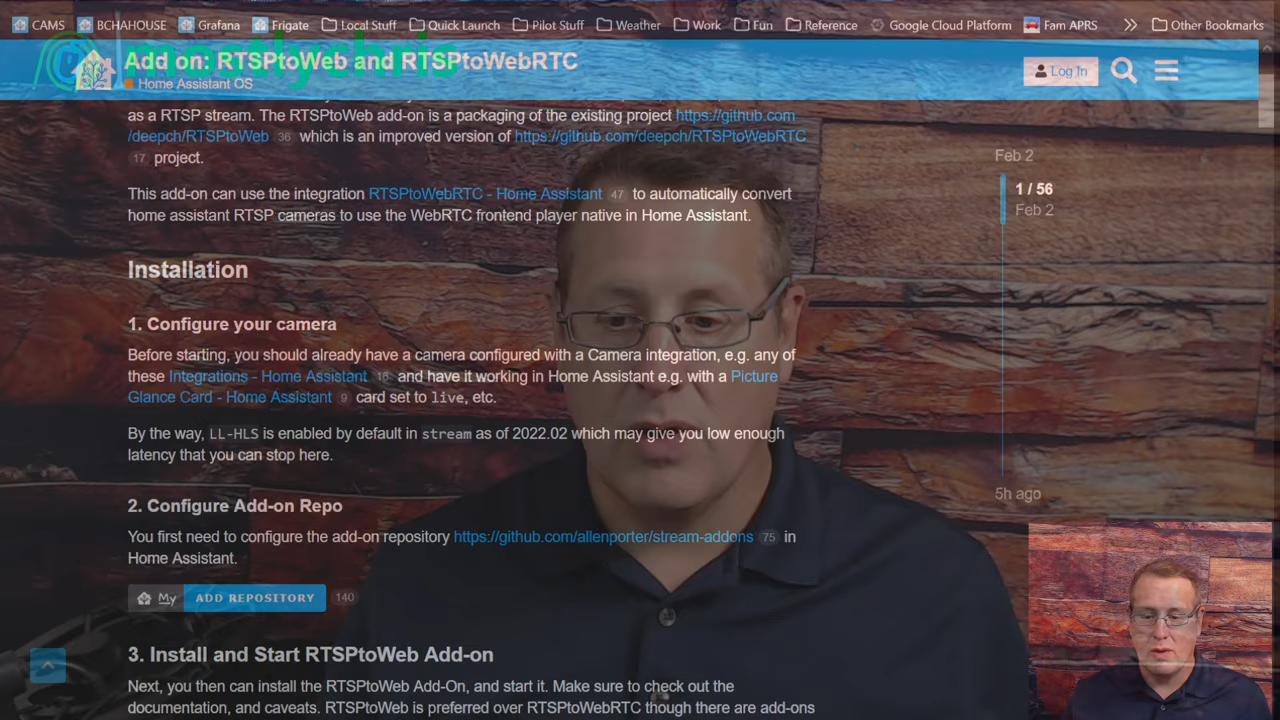 CAMS BCHAHOUSE Grafana Frigate Local Stuff Quick Launch Pilot Stuff Weather Work Fun Reference Google Cloud Platform Fam APRS Other Bookmarks
mostlychris
Add on: RTSPtoWeb and RTSPtoWebRTC
Home Assistant OS
Log In
as a RTSP stream. The RTSPtoWeb add-on is a packaging of the existing project https://github.com
/deepch/RTSPtoWeb 36 which is an improved version of https://github.com/deepch/RTSPtoWebRTC
17 project.
This add-on can use the integration RTSPtoWebRTC - Home Assistant 47 to automatically convert
home assistant RTSP cameras to use the WebRTC frontend player native in Home Assistant.
Feb 2
1 / 56
Feb 2
5h ago
Installation
1. Configure your camera
Before starting, you should already have a camera configured with a Camera integration, e.g. any of
these Integrations - Home Assistant 16 and have it working in Home Assistant e.g. with a Picture
Glance Card - Home Assistant 9 card set to live, etc.
By the way, LL-HLS is enabled by default in stream as of 2022.02 which may give you low enough
latency that you can stop here.
2. Configure Add-on Repo
You first need to configure the add-on repository https://github.com/allenporter/stream-addons 75 in
Home Assistant.
My ADD REPOSITORY 140
3. Install and Start RTSPtoWeb Add-on
Next, you then can install the RTSPtoWeb Add-On, and start it. Make sure to check out the
documentation, and caveats. RTSPtoWeb is preferred over RTSPtoWebRTC though there are add-ons